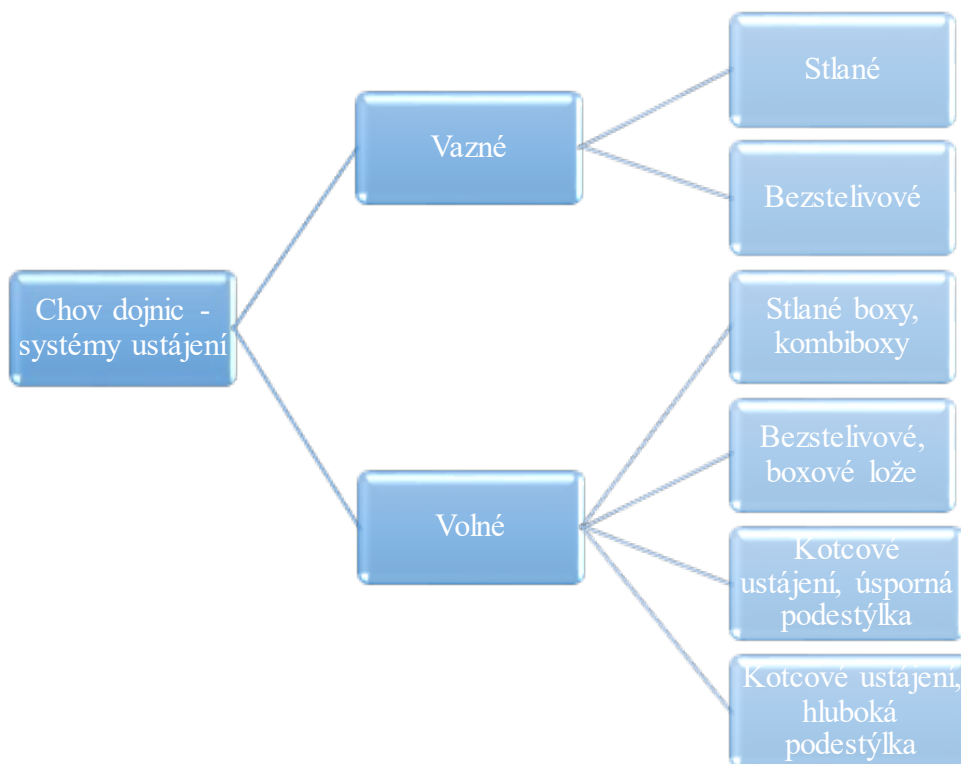 Stlané
Vazné
Bezstelivové
Chov dojnic -
systémy ustájení
Stlané boxy,
kombiboxy
Bezstelivové,
boxové lože
Volné
Kotcové
ustájení, úsporná
podestýlka
Kotcové ustájení,
hluboká
podestýlka